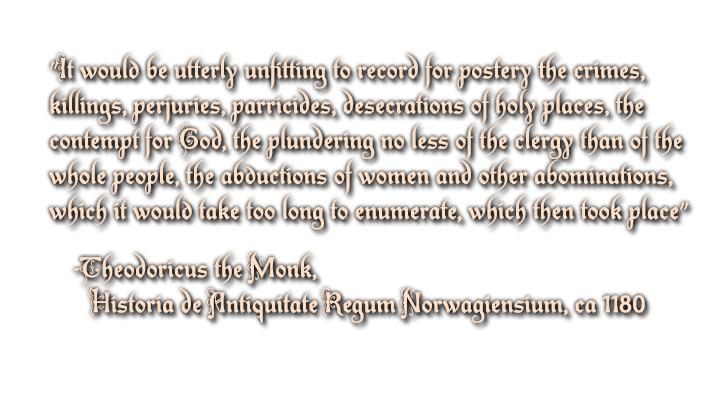 "It would be utterly unfitting to record for postery the crimes,
killings, perjuries, parricides, desecrations of holy places, the
contempt for God, the plundering no less of the clergy than of the
whole people, the abductions of women and other abominations,
which it would take too long to enumerate, which then took place"
-Theodoricus the Monk,
Historia de Antiquitate Regum Norwagiensium, ca 1180